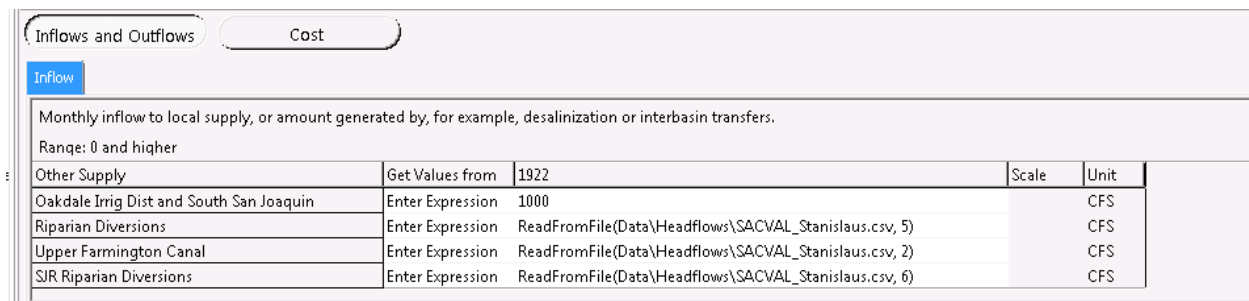 Inflows and Outflows Cost
Inflow
Monthly inflow to local supply, or amount generated by, for example, desalinization or interbasin transfers.
Range: 0 and higher
Other Supply Get Values from 1922 Scale Unit
Oakdale Irrig Dist and South San Joaquin Enter Expression 1000 CFS
Riparian Diversions Enter Expression ReadFromFile(Data\Headflows\SACVAL_Stanislaus.csv, 5) CFS
Upper Farmington Canal Enter Expression ReadFromFile(Data\Headflows\SACVAL_Stanislaus.csv, 2) CFS
SJR Riparian Diversions Enter Expression ReadFromFile(Data\Headflows\SACVAL_Stanislaus.csv, 6) CFS